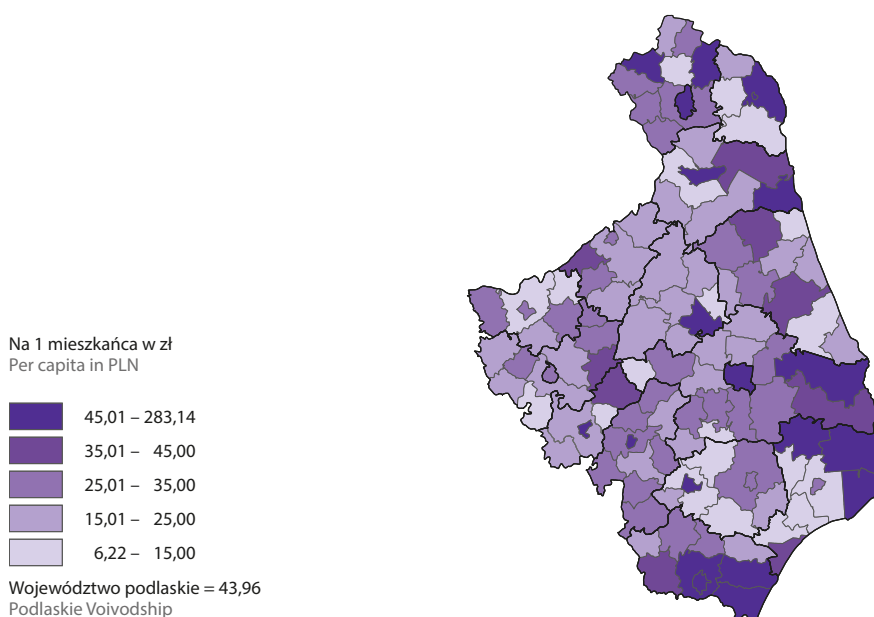 Na 1 mieszkańca w zł
Per capita in PLN
45,01 – 283,14
35,01 – 45,00
25,01 – 35,00
15,01 – 25,00
6,22 – 15,00
Województwo podlaskie = 43,96
Podlaskie Voivodship